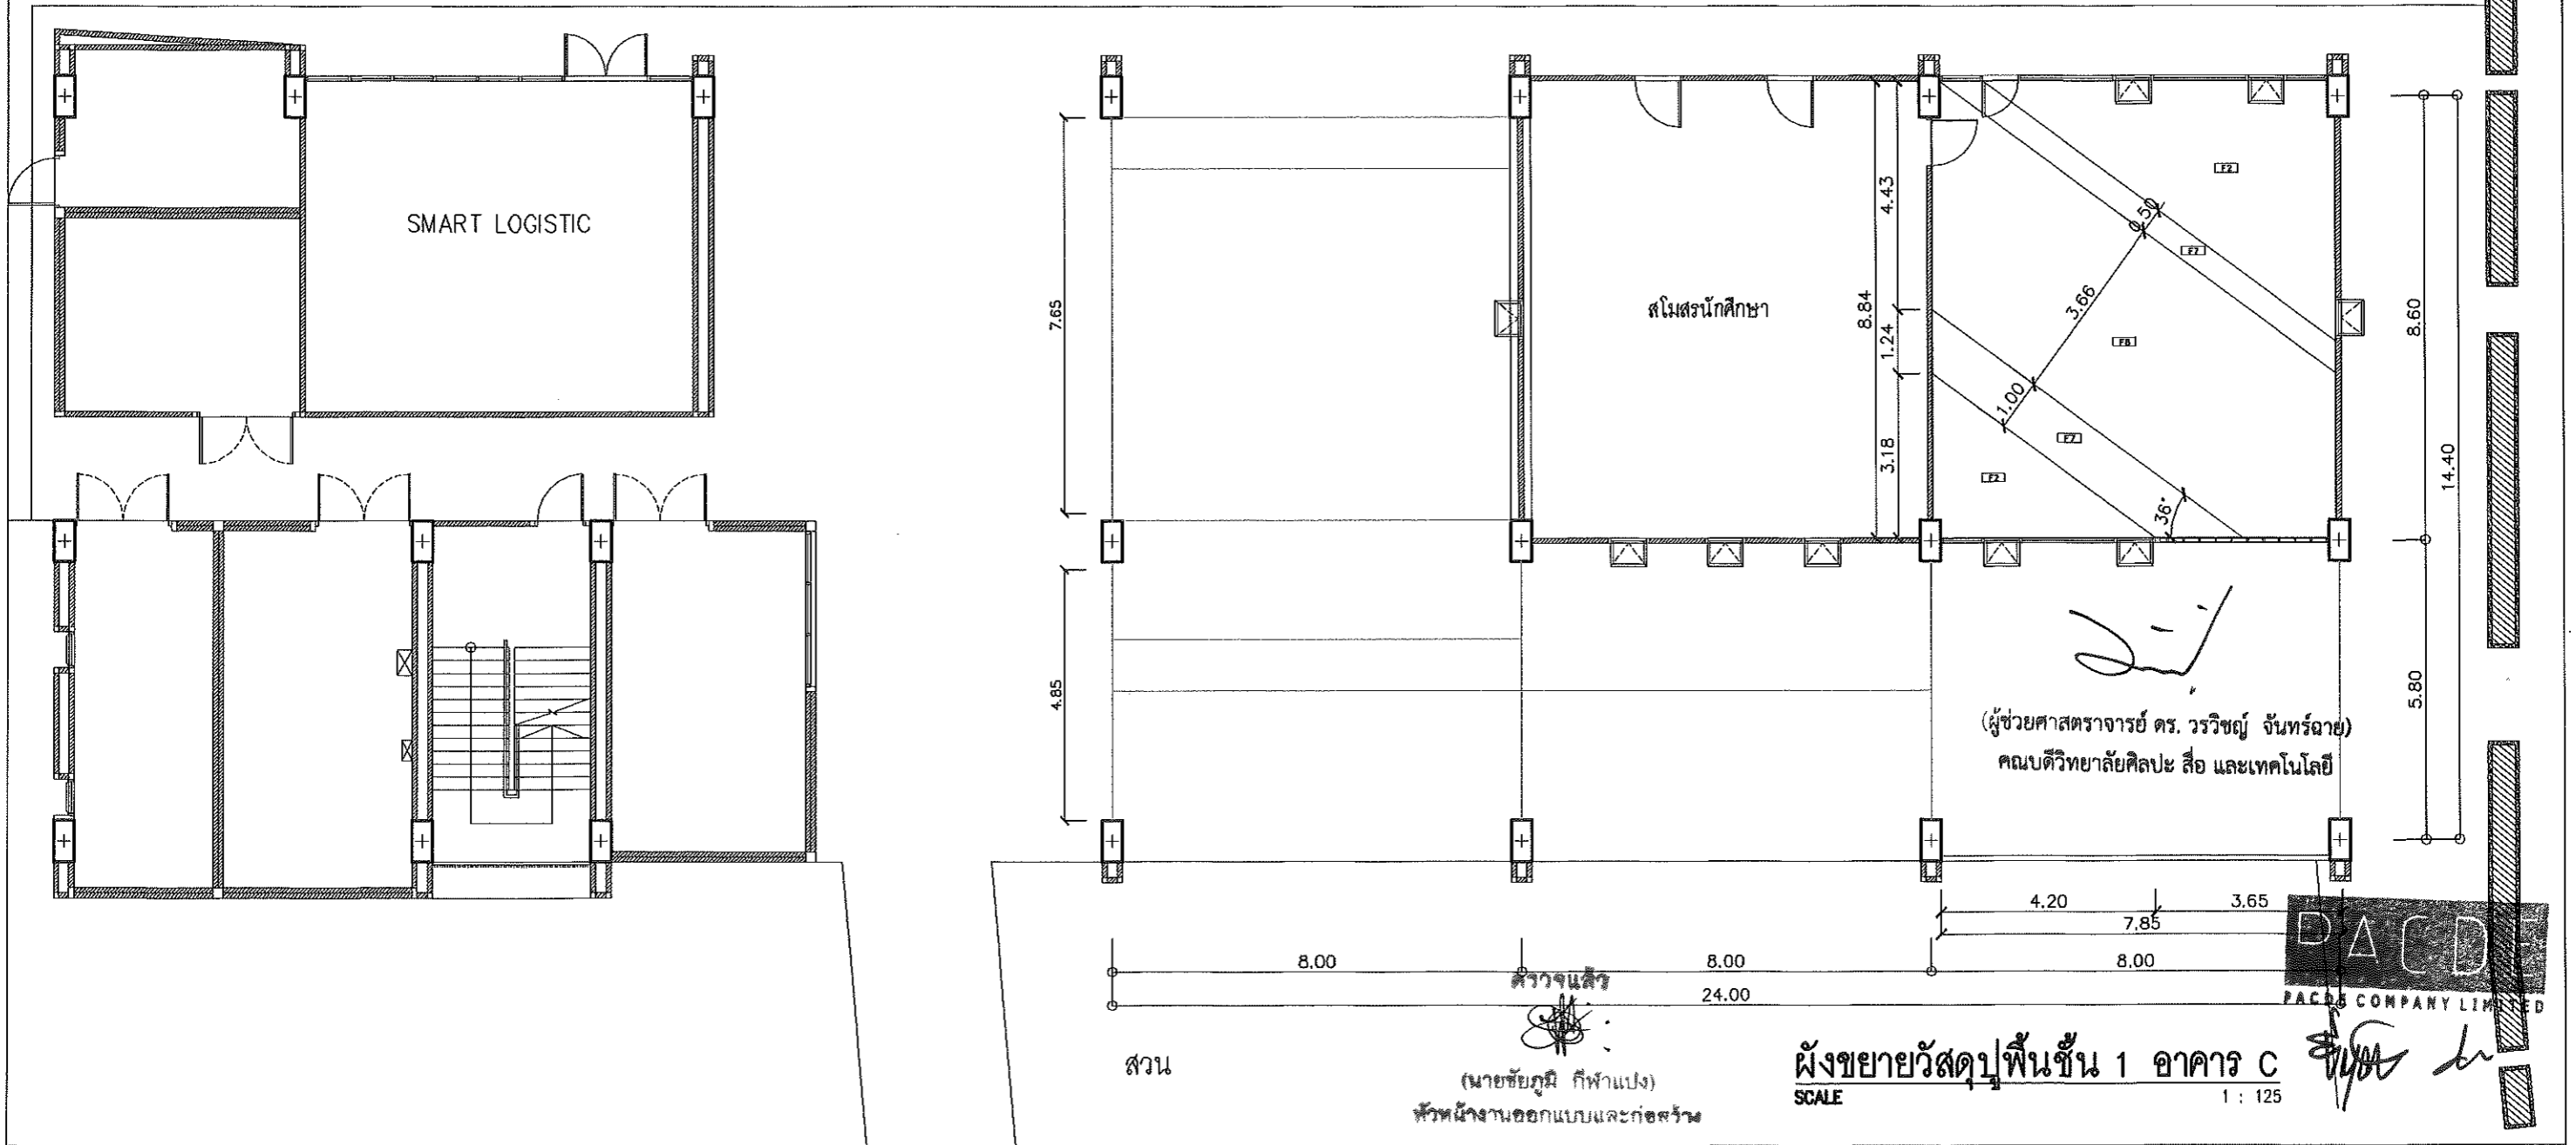 SMART LOGISTIC
7.65
4.85
สโมสรนักศึกษา
4.43
8.84
1.24
3.18
F2
0.50
F7
3.66
F8
1.00
F7
F2
36°
8.60
14.40
5.80
(ผู้ช่วยศาสตราจารย์ ดร. วรวิชญ์ จันทร์ฉาย)
คณบดีวิทยาลัยศิลปะ สื่อ และเทคโนโลยี
4.20
3.65
7.85
8.00
8.00
8.00
24.00
PACDE
PACDE COMPANY LIMITED
ตรวจแล้ว
สวน
(นายชัยภูมิ กีฬาแปง)
หัวหน้างานออกแบบและก่อสร้าง
ผังขยายวัสดุปูพื้นชั้น 1 อาคาร C
SCALE
1 : 125